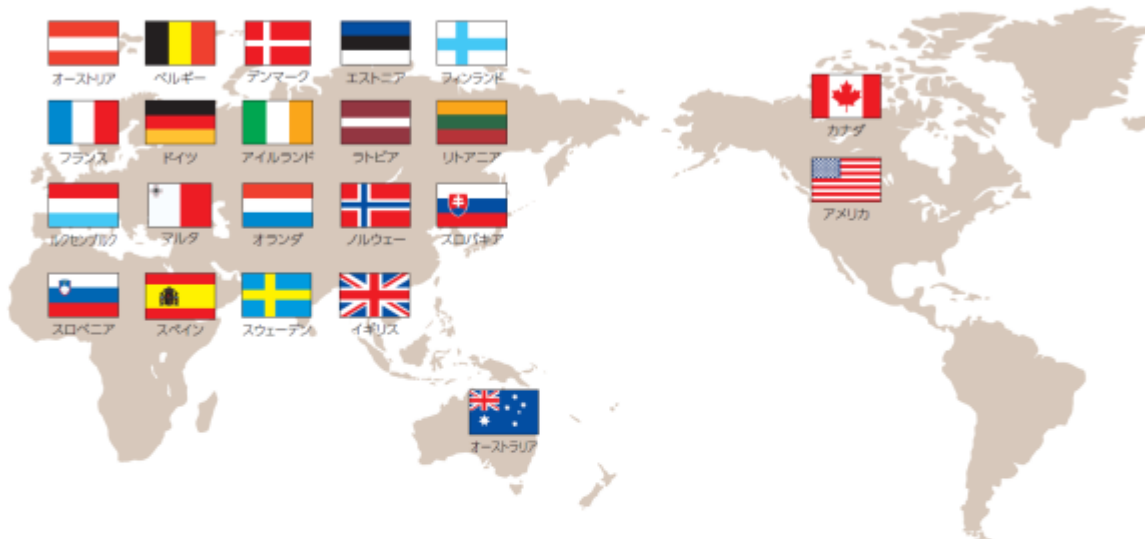 オーストリア ベルギー デンマーク エストニア フィンランド
カナダ
フランス ドイツ アイルランド ラトビア リトアニア
アメリカ
ルクセンブルク マルタ オランダ ノルウェー スロバキア
スロベニア スペイン スウェーデン イギリス
オーストラリア